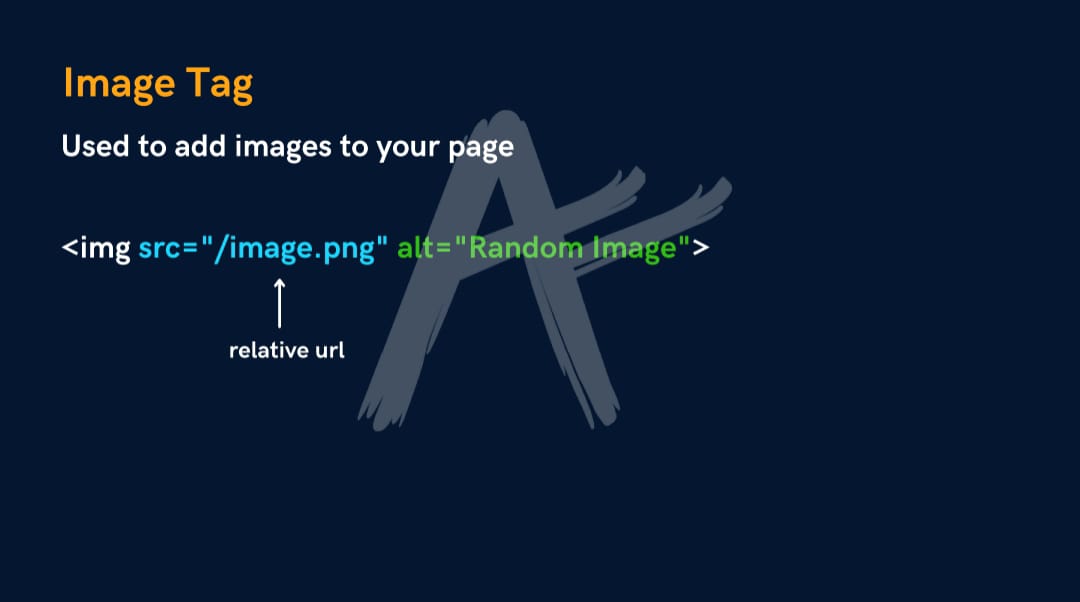 Image Tag
Used to add images to your page
<img src="/image.png" alt="Random Image">
relative url